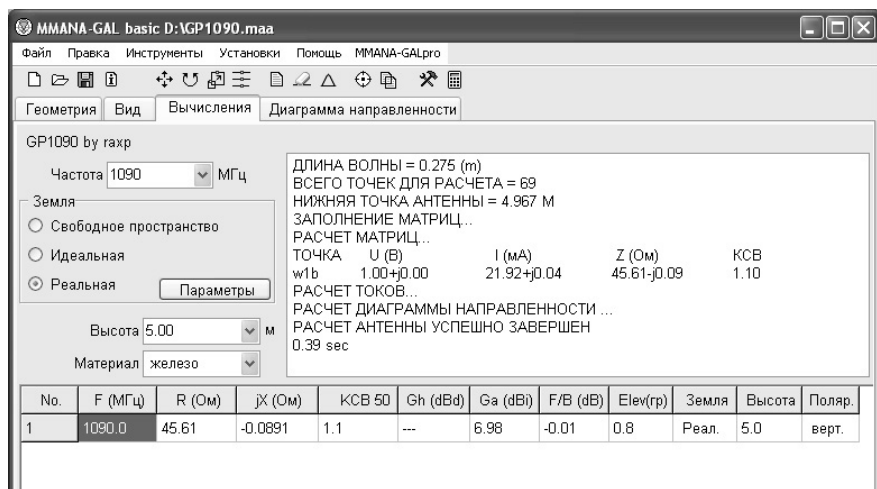 MMANA-GAL basic D:\GP1090.maa
Файл Правка Инструменты Установки Помощь MMANA-GALpro
Геометрия Вид Вычисления Диаграмма направленности
GP1090 by raxp
Частота 1090 МГц
Земля
Свободное пространство
Идеальная
Реальная Параметры
Высота 5.00 м
Материал железо
ДЛИНА ВОЛНЫ = 0.275 (m)
ВСЕГО ТОЧЕК ДЛЯ РАСЧЕТА = 69
НИЖНЯЯ ТОЧКА АНТЕННЫ = 4.967 М
ЗАПОЛНЕНИЕ МАТРИЦ...
РАСЧЕТ МАТРИЦ...
ТОЧКА U (В) I (мА) Z (Ом) КСВ
w1b 1.00+j0.00 21.92+j0.04 45.61-j0.09 1.10
РАСЧЕТ ТОКОВ...
РАСЧЕТ ДИАГРАММЫ НАПРАВЛЕННОСТИ ...
РАСЧЕТ АНТЕННЫ УСПЕШНО ЗАВЕРШЕН
0.39 sec
No. F (МГц) R (Ом) jX (Ом) КСВ 50 Gh (dBd) Ga (dBi) F/B (dB) Elev(гр) Земля Высота Поляр.
1 1090.0 45.61 -0.0891 1.1 --- 6.98 -0.01 0.8 Реал. 5.0 верт.